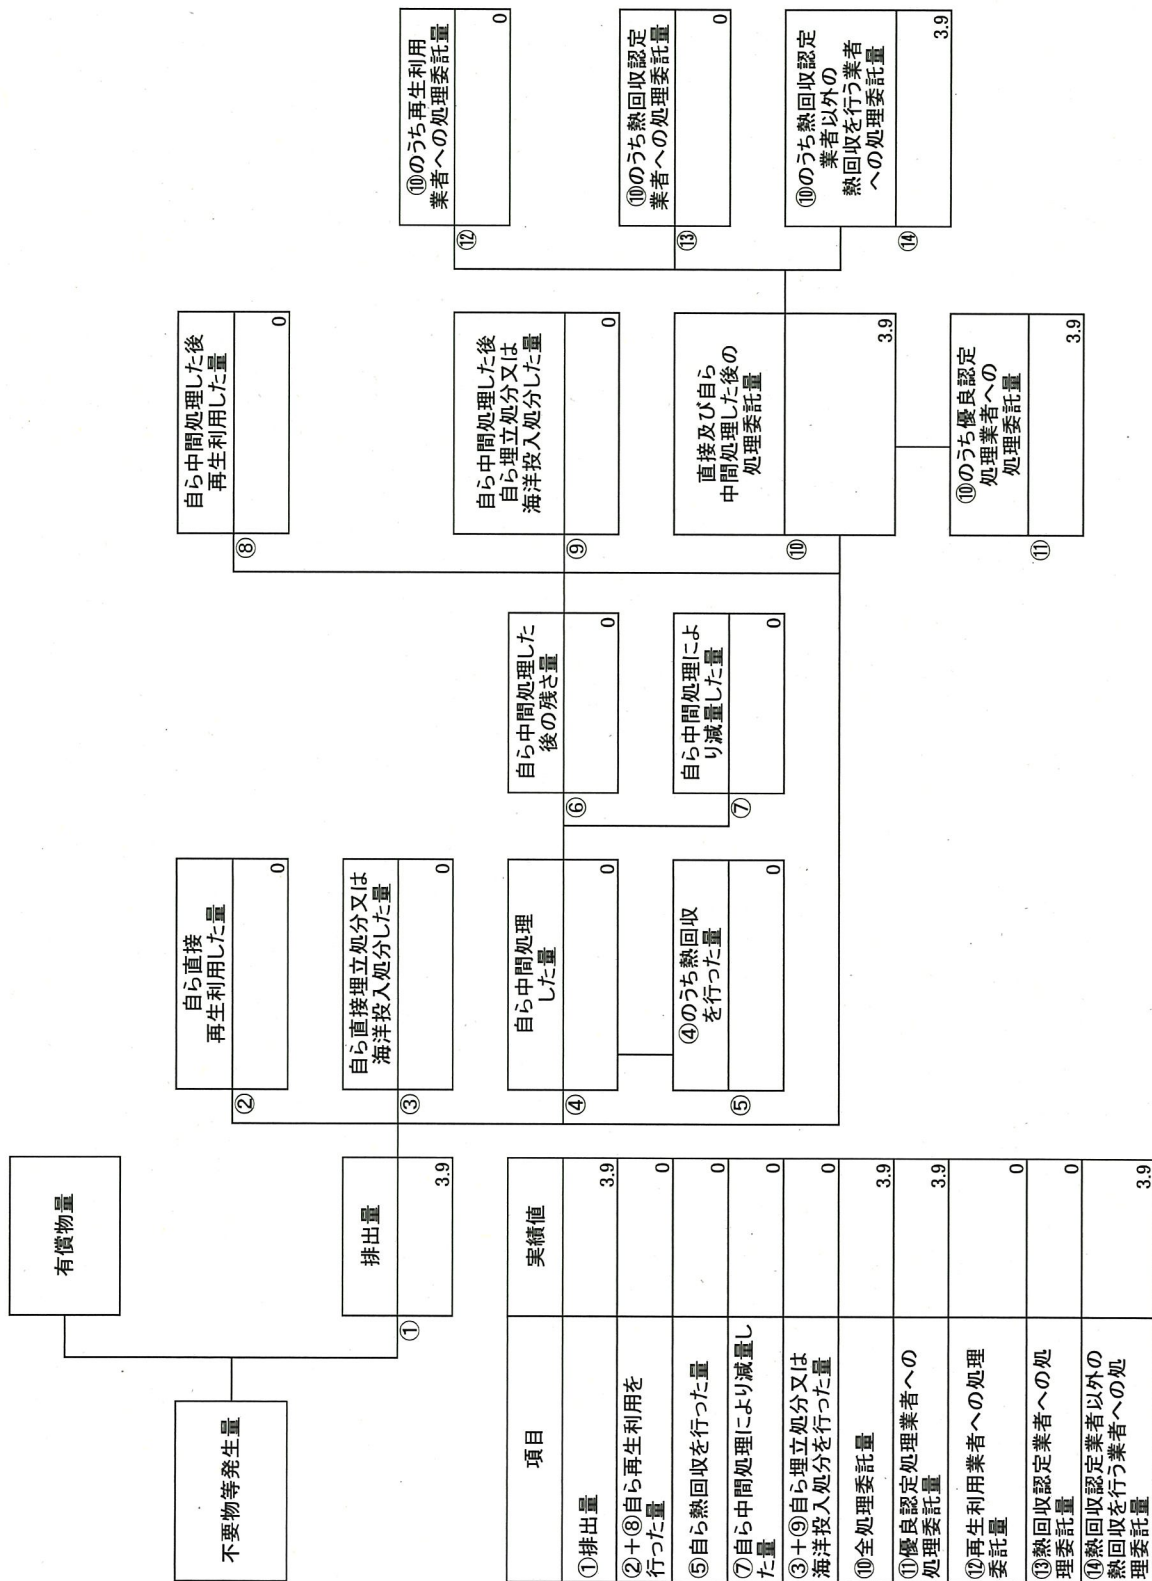 不要物等発生量
有償物量
①
排出量
3.9
②
自ら直接
再生利用した量
0
③
自ら直接埋立処分又は
海洋投入処分した量
0
④
自ら中間処理
した量
0
⑤
④のうち熱回収
を行った量
0
⑥
自ら中間処理した
後の残さ量
0
⑦
自ら中間処理によ
り減量した量
0
⑧
自ら中間処理した後
再生利用した量
0
⑨
自ら中間処理した後
自ら埋立処分又は
海洋投入処分した量
0
⑩
直接及び自ら
中間処理した後の
処理委託量
3.9
⑪
⑩のうち優良認定
処理業者への
処理委託量
3.9
⑫
⑩のうち再生利用
業者への処理委託量
0
⑬
⑩のうち熱回収認定
業者への処理委託量
0
⑭
⑩のうち熱回収認定
業者以外の
熱回収を行う業者
への処理委託量
3.9
項目 実績値
①排出量 3.9
②+⑧自ら再生利用を
行った量 0
⑤自ら熱回収を行った量 0
⑦自ら中間処理により減量し
た量 0
③+⑨自ら埋立処分又は
海洋投入処分を行った量 0
⑩全処理委託量 3.9
⑪優良認定処理業者への
処理委託量 3.9
⑫再生利用業者への処理
委託量 0
⑬熱回収認定業者への処
理委託量 0
⑭熱回収認定業者以外の
熱回収を行う業者への処
理委託量 3.9